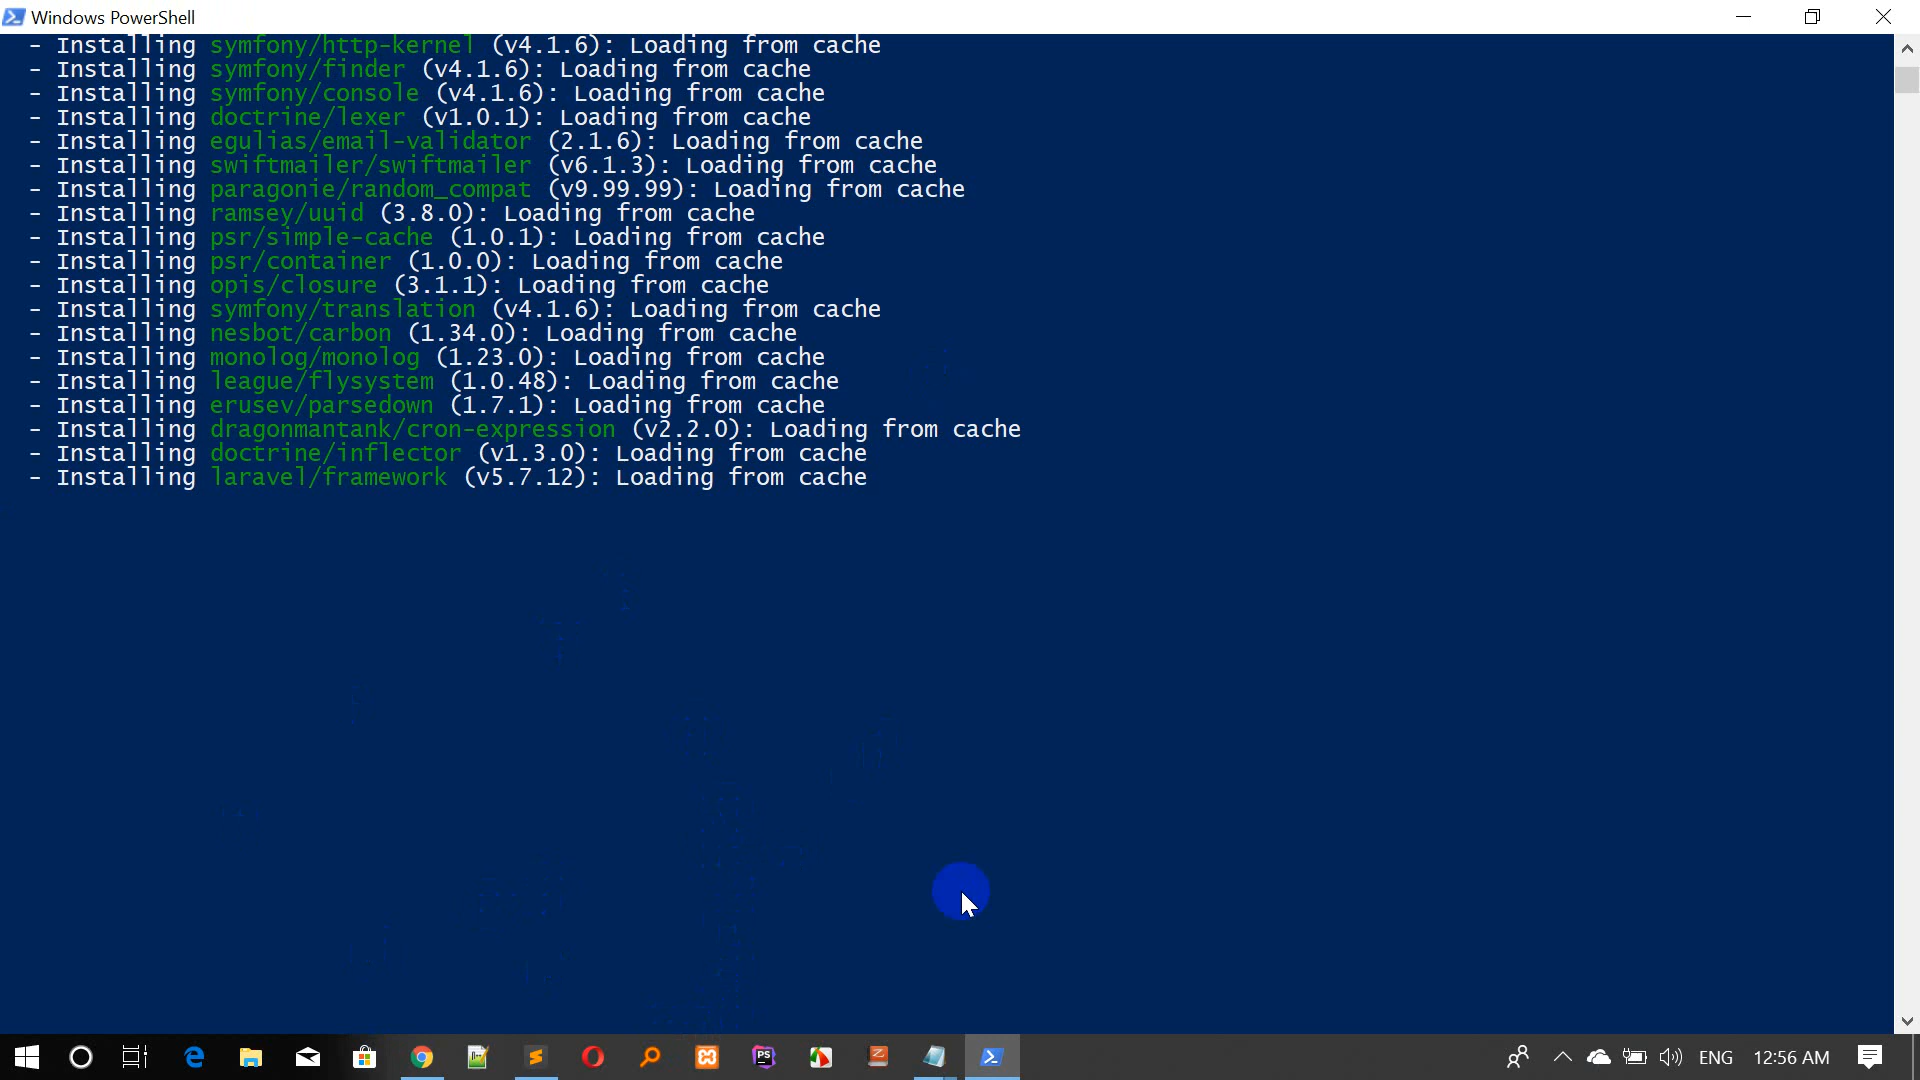 Windows PowerShell
- Installing symfony/http-kernel (v4.1.6): Loading from cache
- Installing symfony/finder (v4.1.6): Loading from cache
- Installing symfony/console (v4.1.6): Loading from cache
- Installing doctrine/lexer (v1.0.1): Loading from cache
- Installing egulias/email-validator (2.1.6): Loading from cache
- Installing swiftmailer/swiftmailer (v6.1.3): Loading from cache
- Installing paragonie/random_compat (v9.99.99): Loading from cache
- Installing ramsey/uuid (3.8.0): Loading from cache
- Installing psr/simple-cache (1.0.1): Loading from cache
- Installing psr/container (1.0.0): Loading from cache
- Installing opis/closure (3.1.1): Loading from cache
- Installing symfony/translation (v4.1.6): Loading from cache
- Installing nesbot/carbon (1.34.0): Loading from cache
- Installing monolog/monolog (1.23.0): Loading from cache
- Installing league/flysystem (1.0.48): Loading from cache
- Installing erusev/parsedown (1.7.1): Loading from cache
- Installing dragonmantank/cron-expression (v2.2.0): Loading from cache
- Installing doctrine/inflector (v1.3.0): Loading from cache
- Installing laravel/framework (v5.7.12): Loading from cache
PS
ENG 12:56 AM